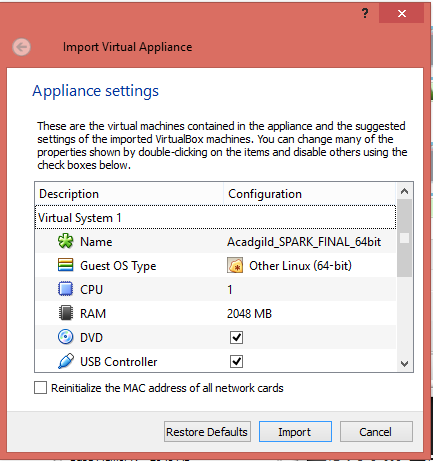 ?
Import Virtual Appliance
Appliance settings
These are the virtual machines contained in the appliance and the suggested
settings of the imported VirtualBox machines. You can change many of the
properties shown by double-clicking on the items and disable others using the
check boxes below.
Description Configuration
Virtual System 1
Name Acadgild_SPARK_FINAL_64bit
Guest OS Type Other Linux (64-bit)
CPU 1
RAM 2048 MB
DVD
USB Controller
Reinitialize the MAC address of all network cards
Restore Defaults Import Cancel